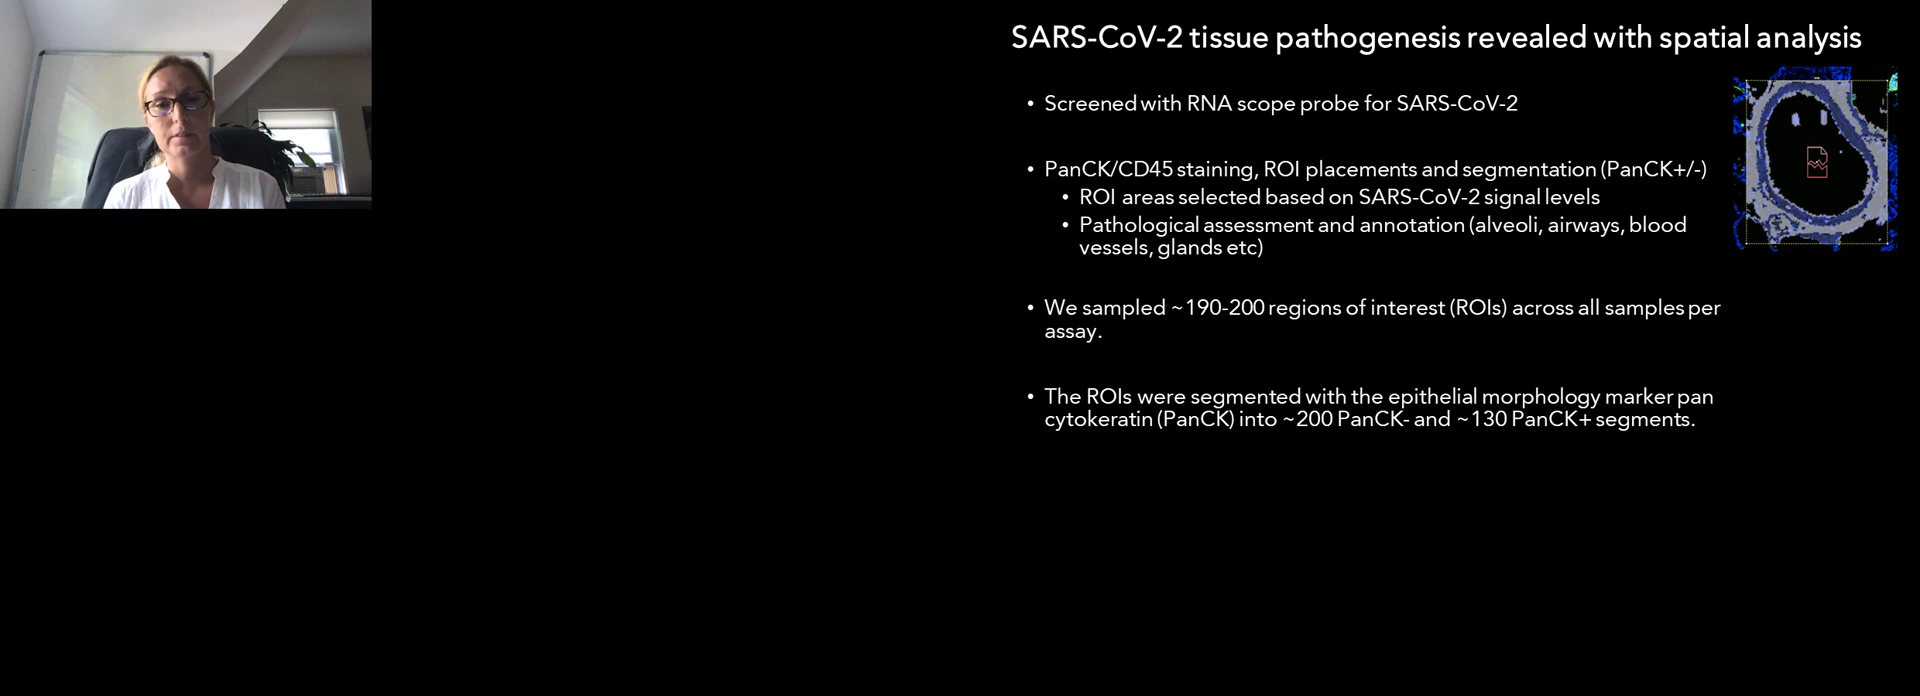 SARS-CoV-2 tissue pathogenesis revealed with spatial analysis
• Screened with RNA scope probe for SARS-CoV-2
• PanCK/CD45 staining, ROI placements and segmentation (PanCK+/-)
• ROI areas selected based on SARS-CoV-2 signal levels
• Pathological assessment and annotation (alveoli, airways, blood
vessels, glands etc)
• We sampled ~190-200 regions of interest (ROIs) across all samples per
assay.
• The ROIs were segmented with the epithelial morphology marker pan
cytokeratin (PanCK) into ~200 PanCK- and ~130 PanCK+ segments.